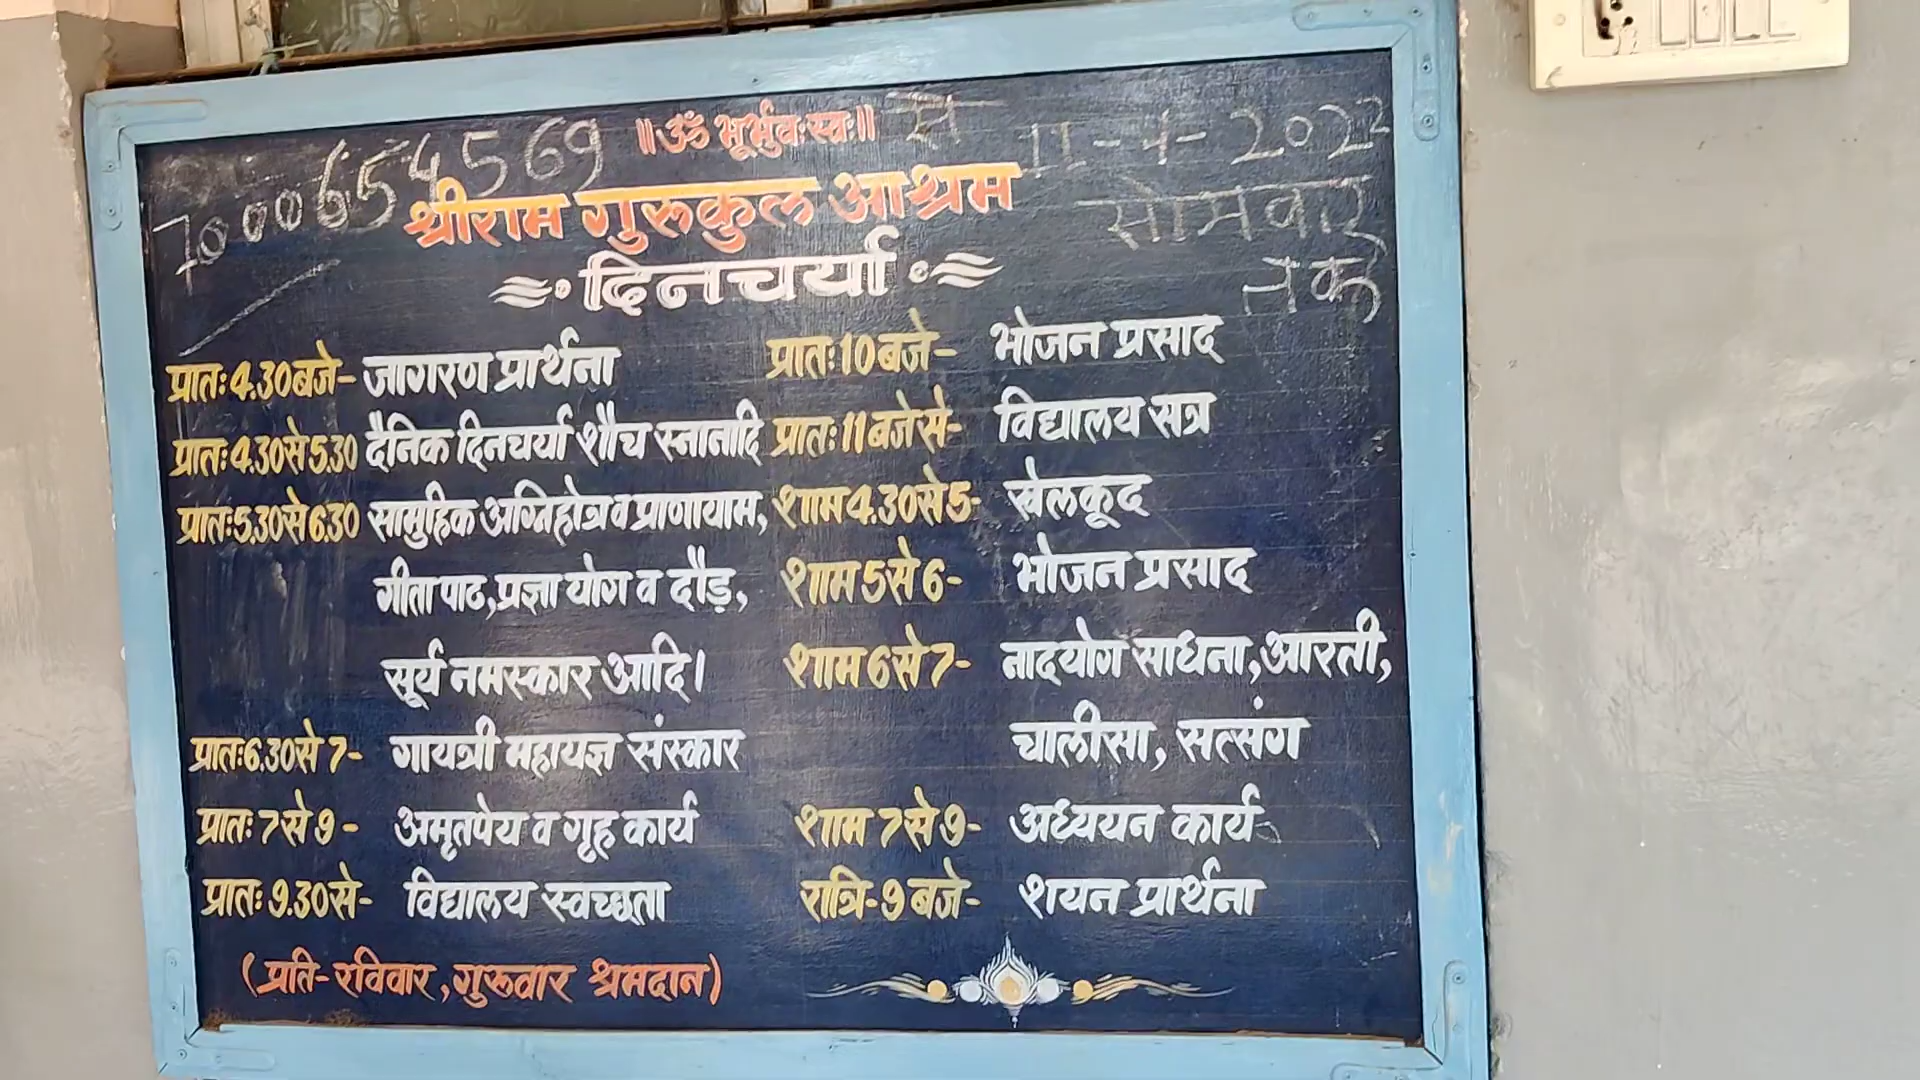 ॥ॐ भूर्भुवः स्वः॥
से 11-4-2022
7000654569
श्रीराम गुरुकुल आश्रम
सोमवार
तक
दिनचर्या
प्रातः 4.30 बजे- जागरण प्रार्थना
प्रातः 4.30 से 5.30 दैनिक दिनचर्या शौच स्नानादि
प्रातः 5.30 से 6.30 सामुहिक अग्निहोत्र व प्राणायाम,
गीता पाठ, प्रज्ञा योग व दौड़,
सूर्य नमस्कार आदि।
प्रातः 6.30 से 7- गायत्री महायज्ञ संस्कार
प्रातः 7 से 9- अमृतपेय व गृह कार्य
प्रातः 9.30 से- विद्यालय स्वच्छता
(प्रति-रविवार, गुरुवार श्रमदान)
प्रातः 10 बजे- भोजन प्रसाद
प्रातः 11 बजे से- विद्यालय सत्र
शाम 4.30 से 5- खेलकूद
शाम 5 से 6- भोजन प्रसाद
शाम 6 से 7- नादयोग साधना, आरती,
चालीसा, सत्संग
शाम 7 से 9- अध्ययन कार्य
रात्रि-9 बजे- शयन प्रार्थना